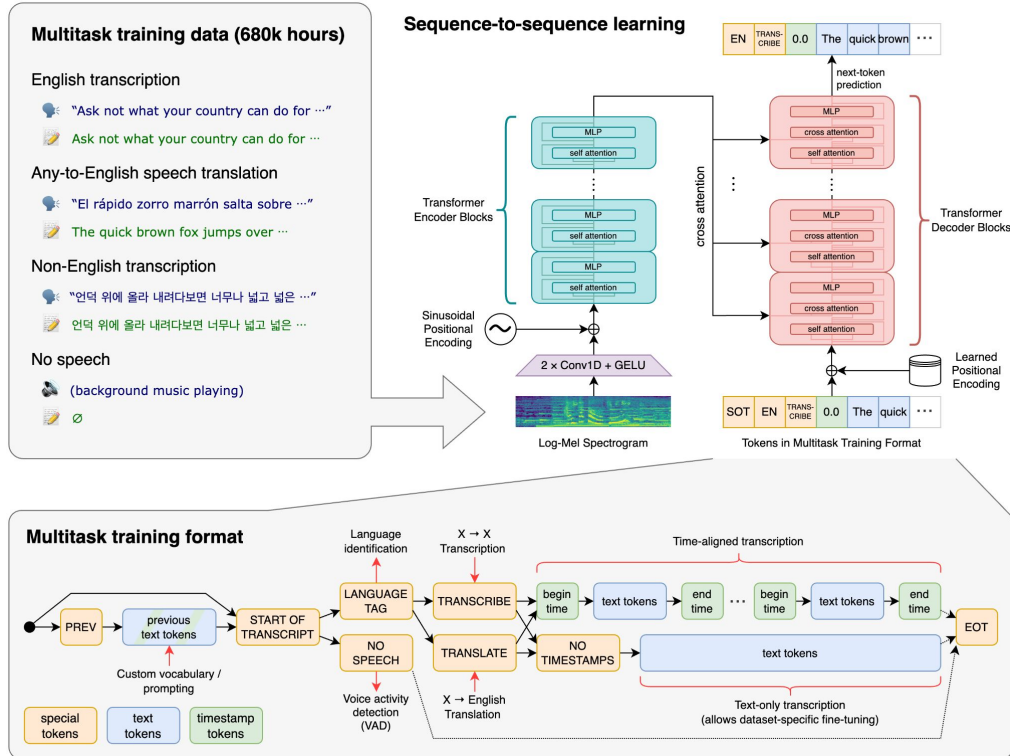 Multitask training data (680k hours)
English transcription
“Ask not what your country can do for ⋯”
Ask not what your country can do for ⋯
Any-to-English speech translation
“El rápido zorro marrón salta sobre ⋯”
The quick brown fox jumps over ⋯
Non-English transcription
“언덕 위에 올라 내려다보면 너무나 넓고 넓은 ⋯”
언덕 위에 올라 내려다보면 너무나 넓고 넓은 ⋯
No speech
(background music playing)
∅
Sequence-to-sequence learning
EN
TRANS-
CRIBE
0.0
The
quick
brown
⋯
next-token
prediction
MLP
self attention
MLP
self attention
MLP
self attention
Transformer
Encoder Blocks
Sinusoidal
Positional
Encoding
2 × Conv1D + GELU
Log-Mel Spectrogram
cross attention
MLP
cross attention
self attention
MLP
cross attention
self attention
MLP
cross attention
self attention
Transformer
Decoder Blocks
Learned
Positional
Encoding
SOT
EN
TRANS-
CRIBE
0.0
The
quick
⋯
Tokens in Multitask Training Format
Multitask training format
Language
identification
X → X
Transcription
Time-aligned transcription
PREV
previous
text tokens
START OF
TRANSCRIPT
LANGUAGE
TAG
TRANSCRIBE
begin
time
text tokens
end
time
⋯
begin
time
text tokens
end
time
EOT
NO
SPEECH
TRANSLATE
NO
TIMESTAMPS
text tokens
Custom vocabulary /
prompting
Voice activity
detection
(VAD)
X → English
Translation
Text-only transcription
(allows dataset-specific fine-tuning)
special
tokens
text
tokens
timestamp
tokens